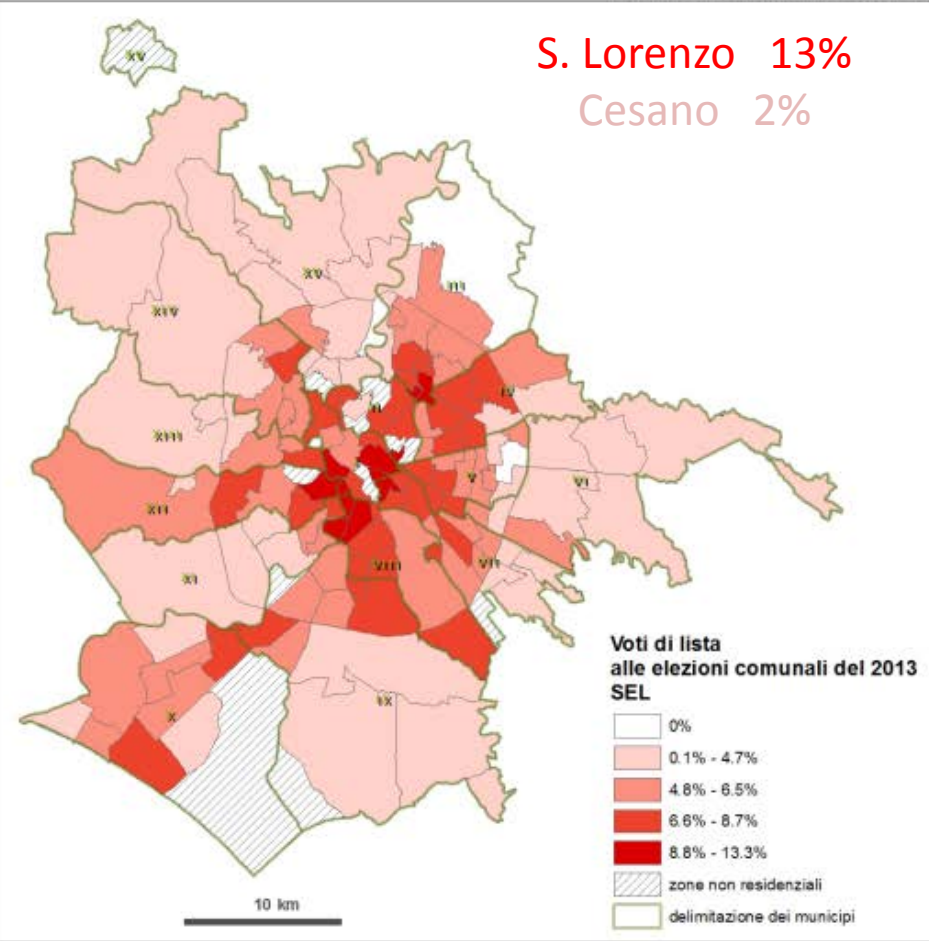 S. Lorenzo 13%
Cesano 2%
XV
XV
III
XIV
IV
II
XIII
V
VI
XII
VIII
VII
XI
IX
X
Voti di lista
alle elezioni comunali del 2013
SEL
0%
0.1% - 4.7%
4.8% - 6.5%
6.6% - 8.7%
8.8% - 13.3%
zone non residenziali
delimitazione dei municipi
10 km